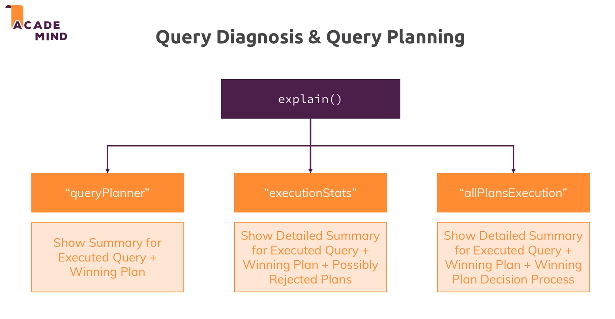 ACADE
MIND
Query Diagnosis & Query Planning
explain()
“queryPlanner”
“executionStats”
“allPlansExecution”
Show Summary for
Executed Query +
Winning Plan
Show Detailed Summary
for Executed Query +
Winning Plan + Possibly
Rejected Plans
Show Detailed Summary
for Executed Query +
Winning Plan + Winning
Plan Decision Process